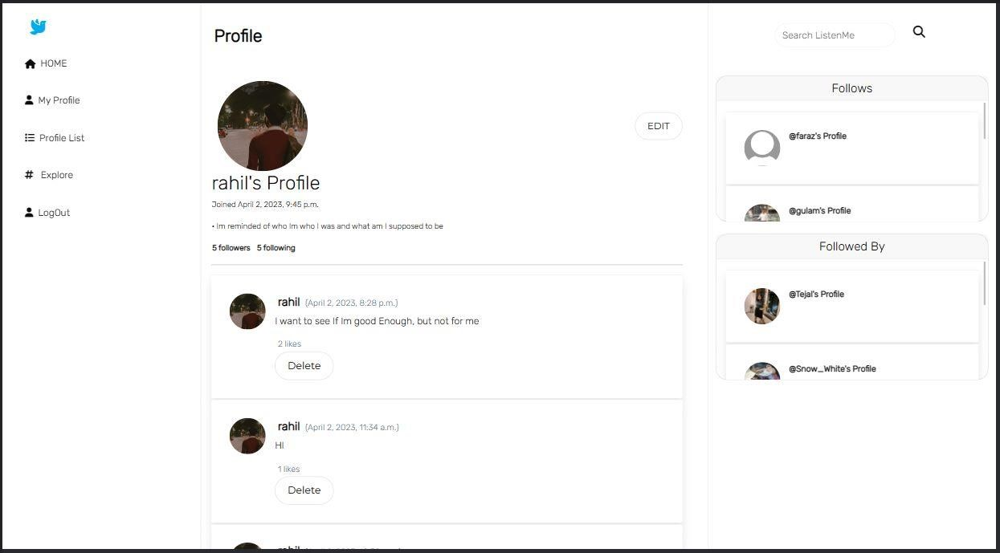 HOME
My Profile
Profile List
# Explore
LogOut
Profile
EDIT
rahil's Profile
Joined April 2, 2023, 9:45 p.m.
• Im reminded of who Im who I was and what am I supposed to be
5 followers 5 following
rahil (April 2, 2023, 8:28 p.m.)
I want to see If Im good Enough, but not for me
2 likes
Delete
rahil (April 2, 2023, 11:34 a.m.)
HI
1 likes
Delete
rahil
Search ListenMe
Follows
@faraz's Profile
@gulam's Profile
Followed By
@Tejal's Profile
@Snow_White's Profile